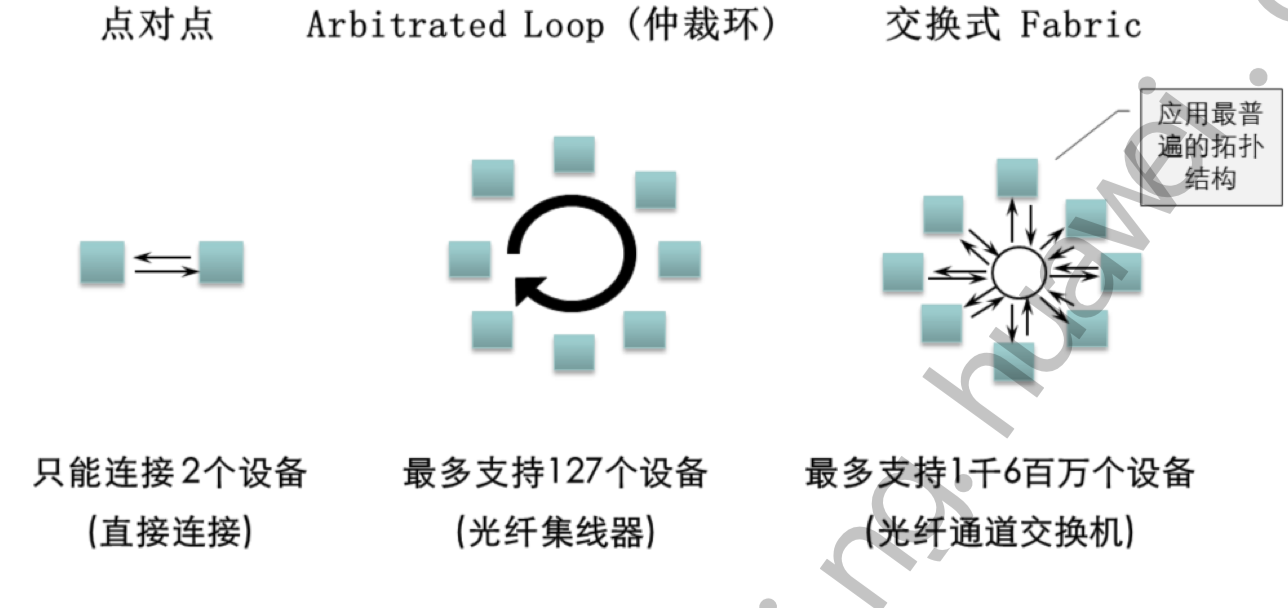 点对点
Arbitrated Loop (仲裁环)
交换式 Fabric
应用最普
遍的拓扑
结构
只能连接2个设备
(直接连接)
最多支持127个设备
(光纤集线器)
最多支持1千6百万个设备
(光纤通道交换机)
ng.huawei.